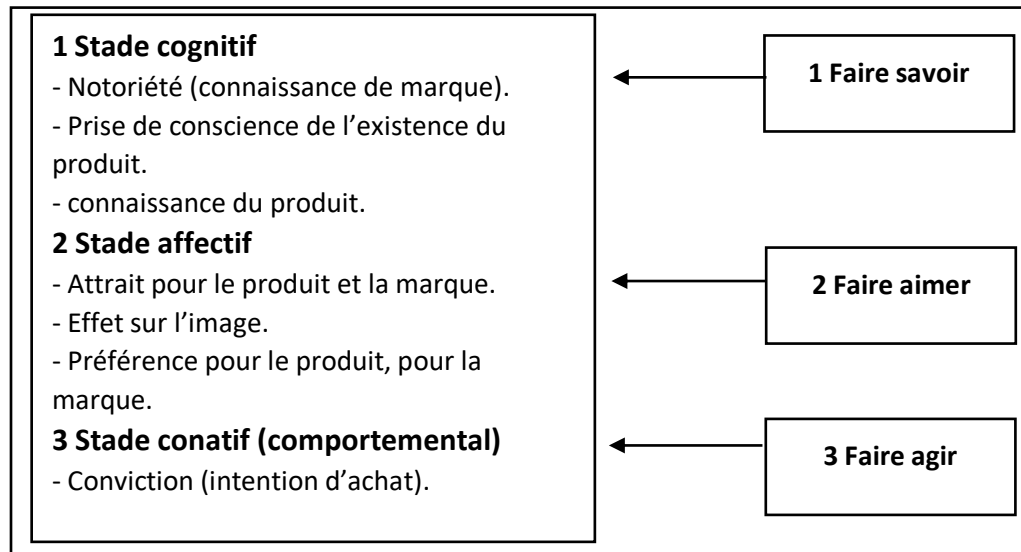 1 Stade cognitif
- Notoriété (connaissance de marque).
- Prise de conscience de l’existence du
produit.
- connaissance du produit.
2 Stade affectif
- Attrait pour le produit et la marque.
- Effet sur l’image.
- Préférence pour le produit, pour la
marque.
3 Stade conatif (comportemental)
- Conviction (intention d’achat).
1 Faire savoir
2 Faire aimer
3 Faire agir